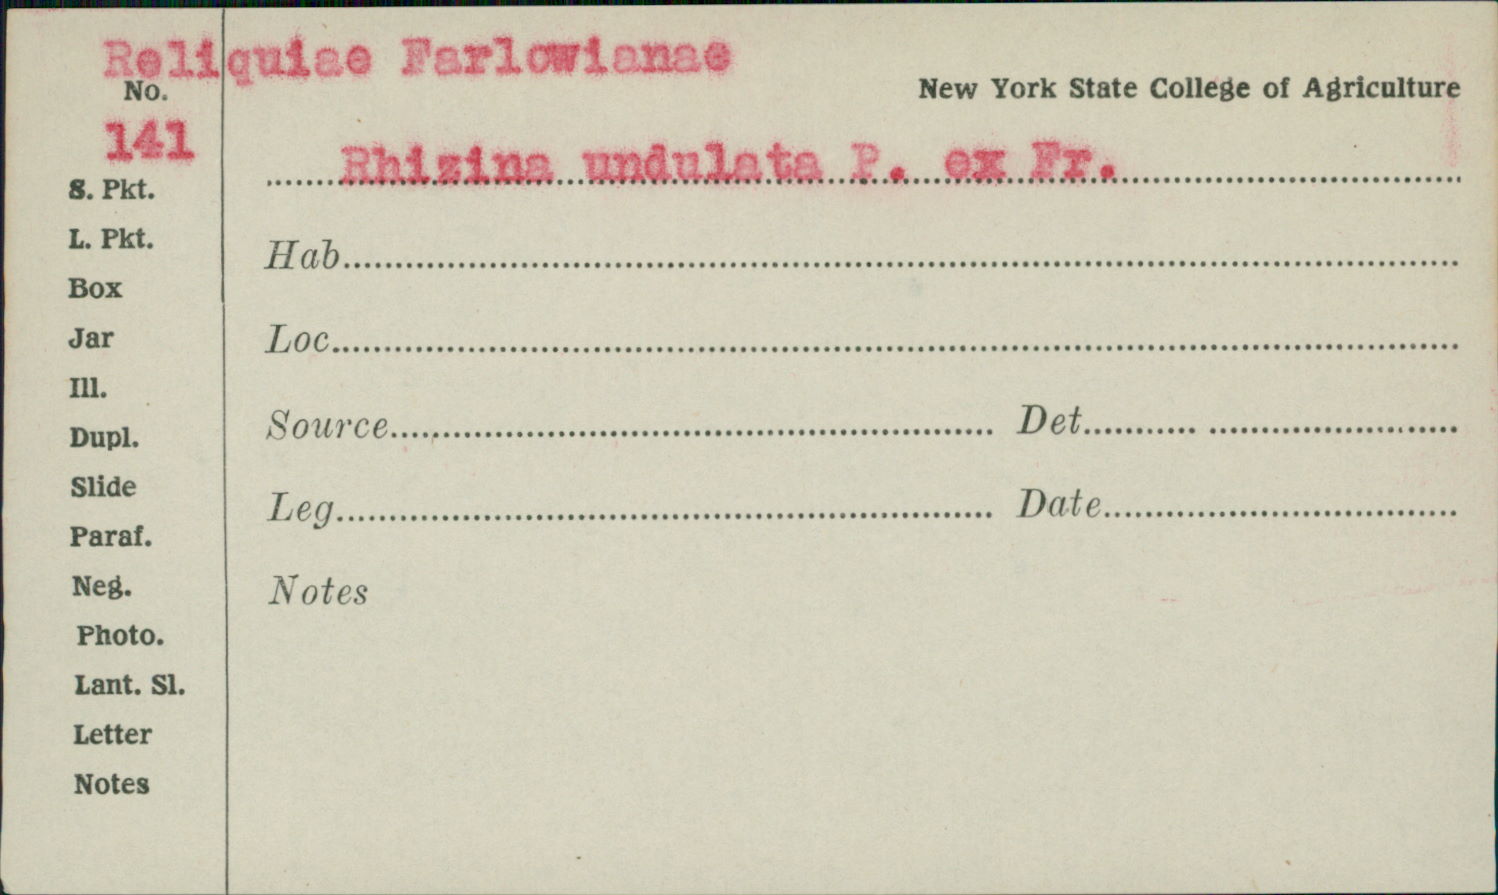 Reliquiae Farlowianae
No.
New York State College of Agriculture
141
Rhizina undulata P. ex Fr.
S. Pkt.
L. Pkt.
Hab
Box
Jar
Loc
Ill.
Dupl.
Source Det
Slide
Leg Date
Paraf.
Neg.
Notes
Photo.
Lant. Sl.
Letter
Notes